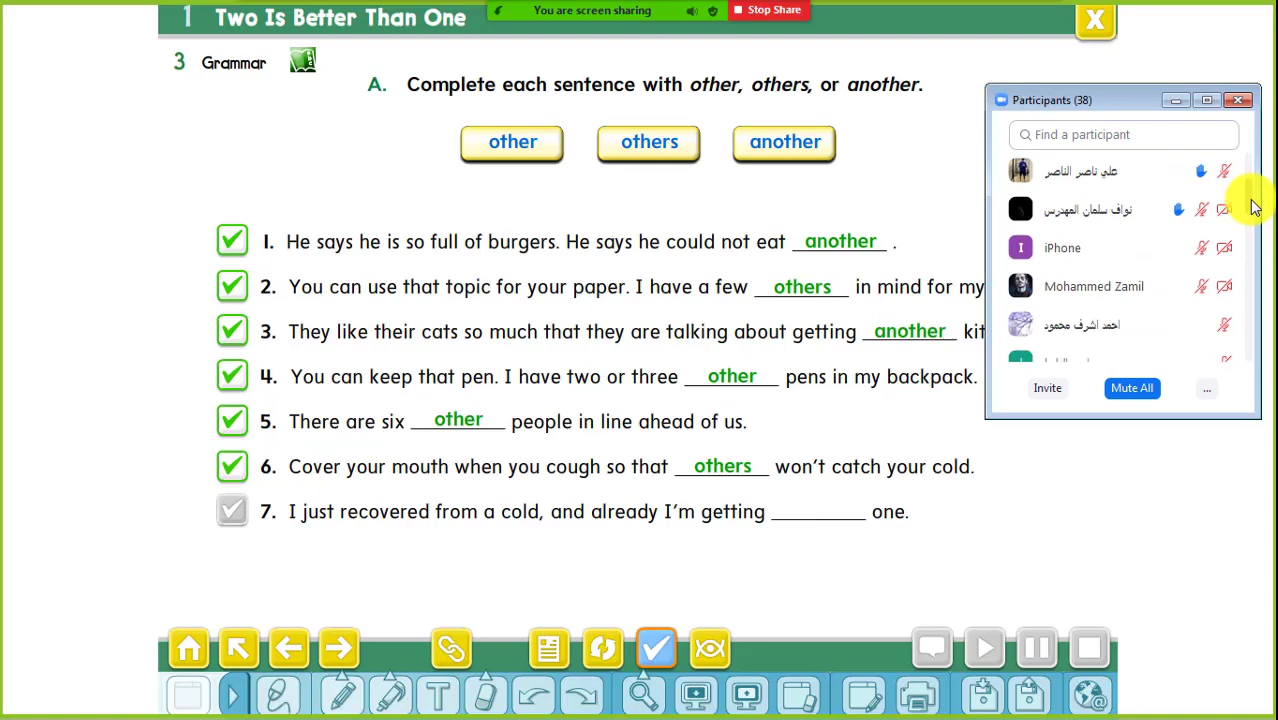 1 Two Is Better Than One
You are screen sharing
Stop Share
X
3 Grammar
A. Complete each sentence with other, others, or another.
other others another
1. He says he is so full of burgers. He says he could not eat another .
2. You can use that topic for your paper. I have a few others in mind for my
3. They like their cats so much that they are talking about getting another kit
4. You can keep that pen. I have two or three other pens in my backpack.
5. There are six other people in line ahead of us.
6. Cover your mouth when you cough so that others won't catch your cold.
7. I just recovered from a cold, and already I'm getting _________ one.
Participants (38)
Find a participant
علي ناصر الناصر
نواف سلمان المهدرس
I iPhone
Mohammed Zamil
احمد اشرف محمود
Invite Mute All ...
T
@